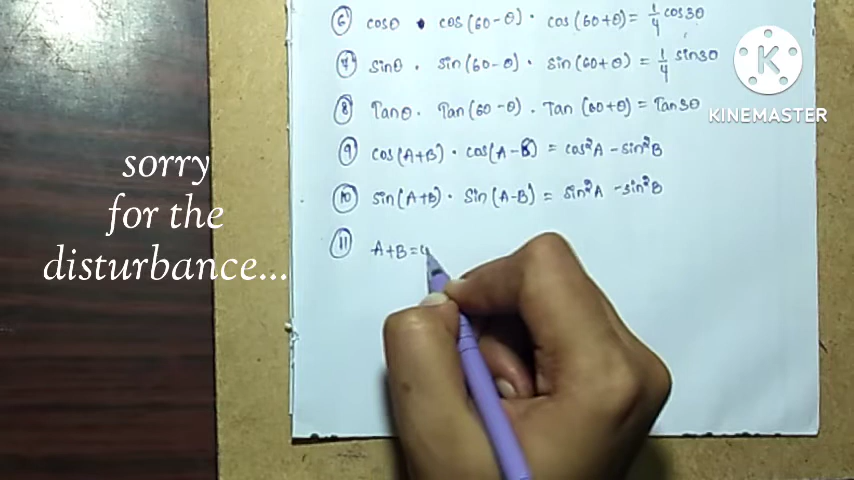 ⑥ cosθ • cos(60-θ) · cos(60+θ) = 1/4 cos3θ
⑦ sinθ · sin(60-θ) · sin(60+θ) = 1/4 sin3θ
⑧ Tanθ · Tan(60-θ) · Tan(60+θ) = Tan3θ
⑨ cos(A+B) · cos(A-B) = cos²A - sin²B
⑩ sin(A+B) · sin(A-B) = sin²A - sin²B
⑪ A+B=
sorry
for the
disturbance...
K
KINEMASTER